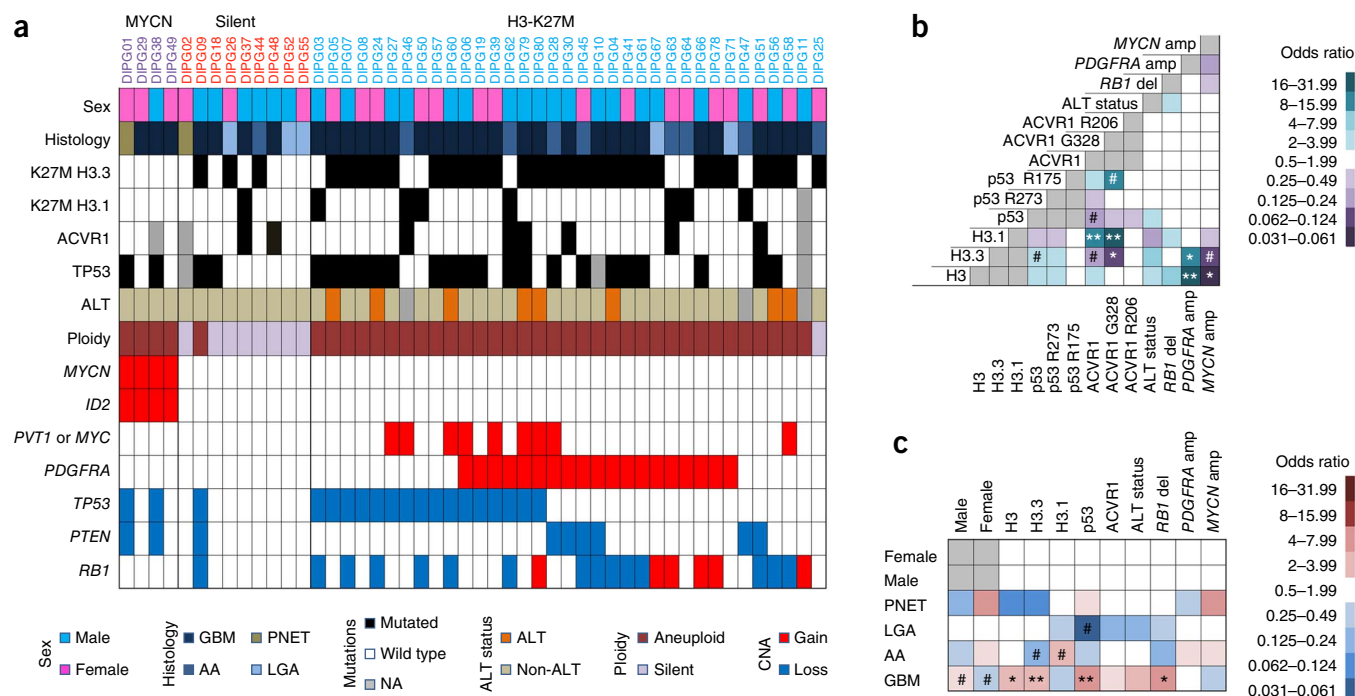 a
MYCN Silent H3-K27M
DIPG01 DIPG29 DIPG38 DIPG49 DIPG02 DIPG09 DIPG18 DIPG26 DIPG37 DIPG44 DIPG48 DIPG52 DIPG55 DIPG03 DIPG05 DIPG07 DIPG08 DIPG24 DIPG27 DIPG46 DIPG50 DIPG57 DIPG60 DIPG06 DIPG19 DIPG39 DIPG62 DIPG79 DIPG80 DIPG28 DIPG30 DIPG45 DIPG10 DIPG04 DIPG41 DIPG61 DIPG67 DIPG63 DIPG64 DIPG66 DIPG78 DIPG71 DIPG47 DIPG51 DIPG56 DIPG58 DIPG11 DIPG25
Sex
Histology
K27M H3.3
K27M H3.1
ACVR1
TP53
ALT
Ploidy
MYCN
ID2
PVT1 or MYC
PDGFRA
TP53
PTEN
RB1
Sex
Male
Female
Histology
GBM
AA
PNET
LGA
Mutations
Mutated
Wild type
NA
ALT status
ALT
Non-ALT
Ploidy
Aneuploid
Silent
CNA
Gain
Loss
b
MYCN amp
PDGFRA amp
RB1 del
ALT status
ACVR1 R206
ACVR1 G328
ACVR1
p53 R175 #
p53 R273
p53 #
H3.1 ** **
H3.3 # # * * #
H3 ** *
H3 H3.3 H3.1 p53 p53 R273 p53 R175 ACVR1 ACVR1 G328 ACVR1 R206 ALT status RB1 del PDGFRA amp MYCN amp
Odds ratio
16–31.99
8–15.99
4–7.99
2–3.99
0.5–1.99
0.25–0.49
0.125–0.24
0.062–0.124
0.031–0.061
c
Male Female H3 H3.3 H3.1 p53 ACVR1 ALT status RB1 del PDGFRA amp MYCN amp
Female
Male
PNET
LGA #
AA # #
GBM # # * ** ** *
Odds ratio
16–31.99
8–15.99
4–7.99
2–3.99
0.5–1.99
0.25–0.49
0.125–0.24
0.062–0.124
0.031–0.061